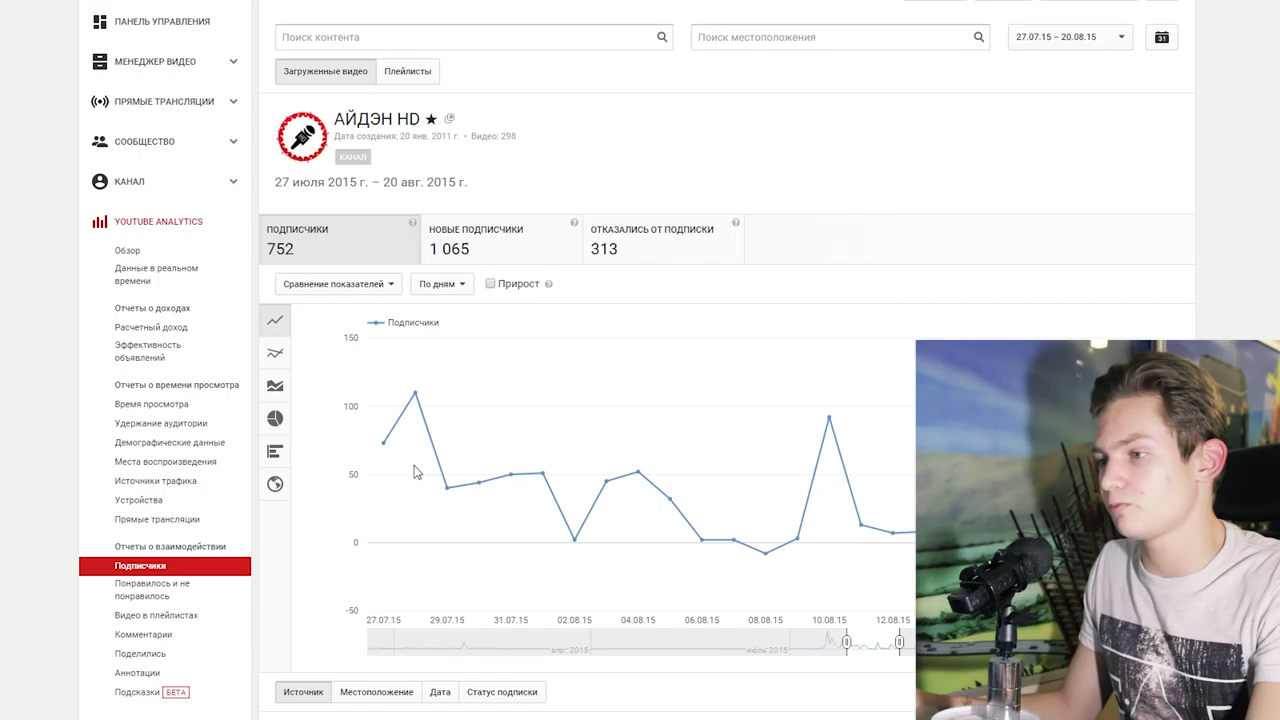 ПАНЕЛЬ УПРАВЛЕНИЯ
МЕНЕДЖЕР ВИДЕО
ПРЯМЫЕ ТРАНСЛЯЦИИ
СООБЩЕСТВО
КАНАЛ
YOUTUBE ANALYTICS
Обзор
Данные в реальном
времени
Отчеты о доходах
Расчетный доход
Эффективность
объявлений
Отчеты о времени просмотра
Время просмотра
Удержание аудитории
Демографические данные
Места воспроизведения
Источники трафика
Устройства
Прямые трансляции
Отчеты о взаимодействии
Подписчики
Понравилось и не
понравилось
Видео в плейлистах
Комментарии
Поделились
Аннотации
Подсказки БЕТА
Поиск контента
Поиск местоположения
27.07.15 – 20.08.15
31
Загруженные видео Плейлисты
АЙДЭН HD ★
Дата создания: 20 янв. 2011 г. • Видео: 298
КАНАЛ
27 июля 2015 г. – 20 авг. 2015 г.
ПОДПИСЧИКИ ?
752
НОВЫЕ ПОДПИСЧИКИ ?
1 065
ОТКАЗАЛИСЬ ОТ ПОДПИСКИ ?
313
Сравнение показателей По дням Прирост ?
Подписчики
150
100
50
0
-50
27.07.15 29.07.15 31.07.15 02.08.15 04.08.15 06.08.15 08.08.15 10.08.15 12.08.15
апр. 2015 июль 2015
Источник Местоположение Дата Статус подписки